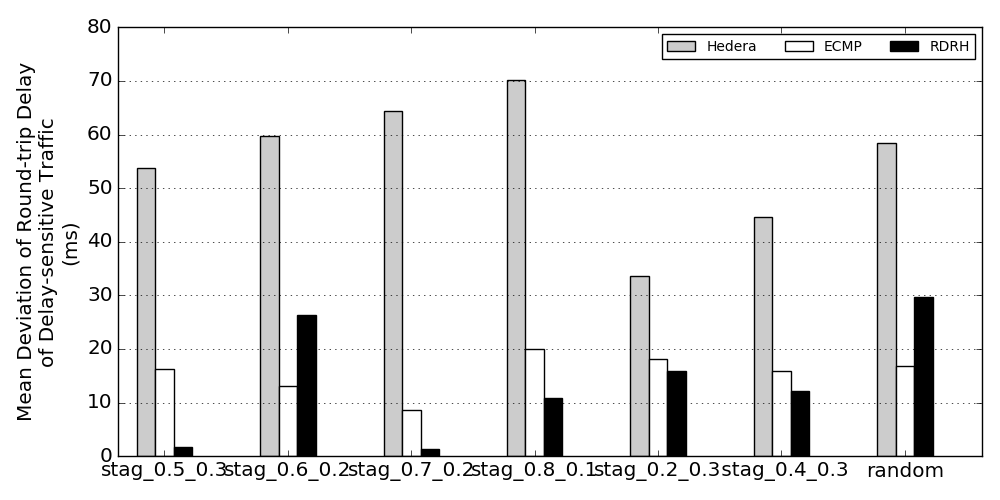 80
70
60
50
40
30
20
10
0
Mean Deviation of Round-trip Delay
of Delay-sensitive Traffic
(ms)
Hedera ECMP RDRH
stag_0.5_0.3 stag_0.6_0.2 stag_0.7_0.2 stag_0.8_0.1 stag_0.2_0.3 stag_0.4_0.3 random